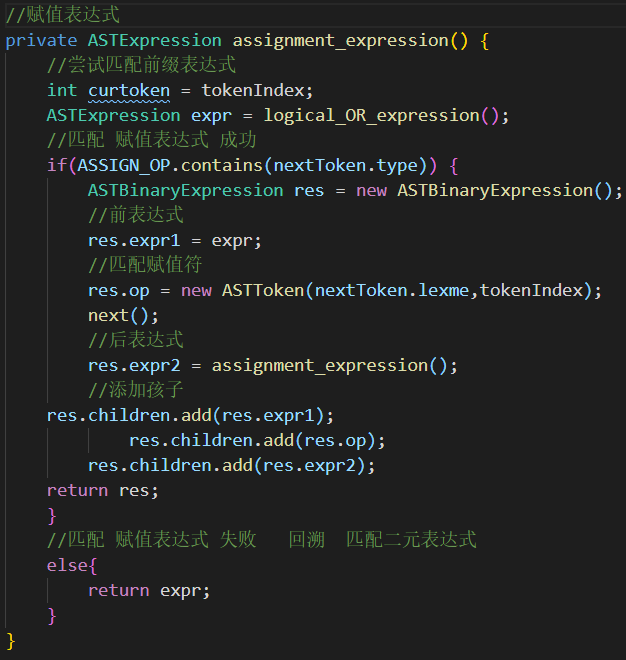 //赋值表达式
private ASTExpression assignment_expression() {
    //尝试匹配前缀表达式
    int curtoken = tokenIndex;
    ASTExpression expr = logical_OR_expression();
    //匹配 赋值表达式 成功
    if(ASSIGN_OP.contains(nextToken.type)) {
        ASTBinaryExpression res = new ASTBinaryExpression();
        //前表达式
        res.expr1 = expr;
        //匹配赋值符
        res.op = new ASTToken(nextToken.lexme,tokenIndex);
        next();
        //后表达式
        res.expr2 = assignment_expression();
        //添加孩子
    res.children.add(res.expr1);
            res.children.add(res.op);
        res.children.add(res.expr2);
    return res;
    }
    //匹配 赋值表达式 失败   回溯  匹配二元表达式
    else{
        return expr;
    }
}